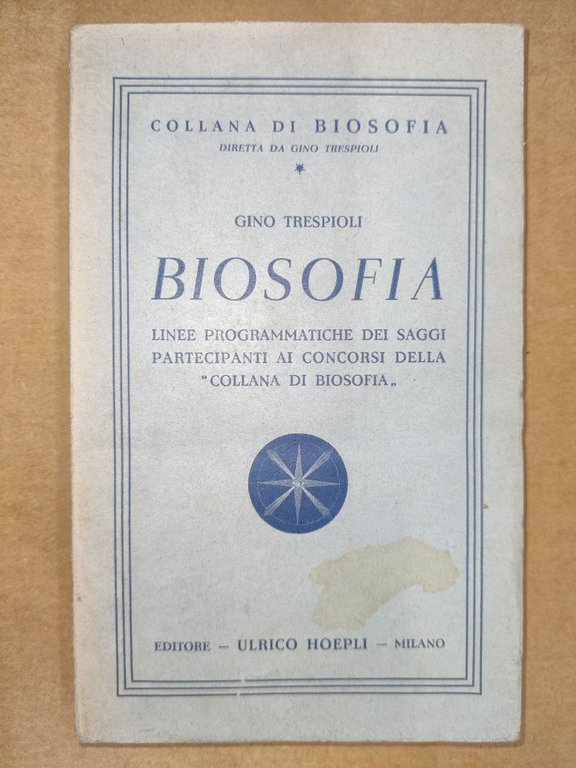 COLLANA DI BIOSOFIA
DIRETTA DA GINO TRESPIOLI
GINO TRESPIOLI
BIOSOFIA
LINEE PROGRAMMATICHE DEI SAGGI
PARTECIPANTI AI CONCORSI DELLA
"COLLANA DI BIOSOFIA„
EDITORE — ULRICO HOEPLI — MILANO